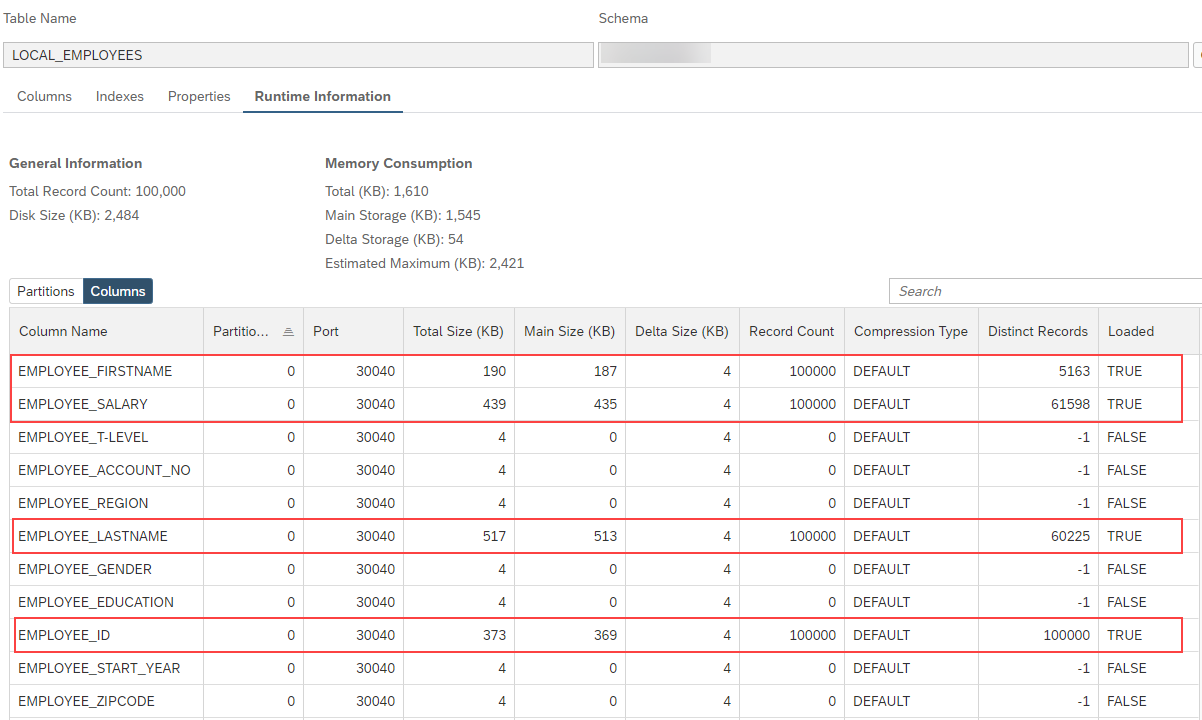 Table Name Schema
LOCAL_EMPLOYEES
Columns Indexes Properties Runtime Information
General Information Memory Consumption
Total Record Count: 100,000 Total (KB): 1,610
Disk Size (KB): 2,484 Main Storage (KB): 1,545
Delta Storage (KB): 54
Estimated Maximum (KB): 2,421
Partitions Columns Search
Column Name Partitio... Port Total Size (KB) Main Size (KB) Delta Size (KB) Record Count Compression Type Distinct Records Loaded
EMPLOYEE_FIRSTNAME 0 30040 190 187 4 100000 DEFAULT 5163 TRUE
EMPLOYEE_SALARY 0 30040 439 435 4 100000 DEFAULT 61598 TRUE
EMPLOYEE_T-LEVEL 0 30040 4 0 4 0 DEFAULT -1 FALSE
EMPLOYEE_ACCOUNT_NO 0 30040 4 0 4 0 DEFAULT -1 FALSE
EMPLOYEE_REGION 0 30040 4 0 4 0 DEFAULT -1 FALSE
EMPLOYEE_LASTNAME 0 30040 517 513 4 100000 DEFAULT 60225 TRUE
EMPLOYEE_GENDER 0 30040 4 0 4 0 DEFAULT -1 FALSE
EMPLOYEE_EDUCATION 0 30040 4 0 4 0 DEFAULT -1 FALSE
EMPLOYEE_ID 0 30040 373 369 4 100000 DEFAULT 100000 TRUE
EMPLOYEE_START_YEAR 0 30040 4 0 4 0 DEFAULT -1 FALSE
EMPLOYEE_ZIPCODE 0 30040 4 0 4 0 DEFAULT -1 FALSE